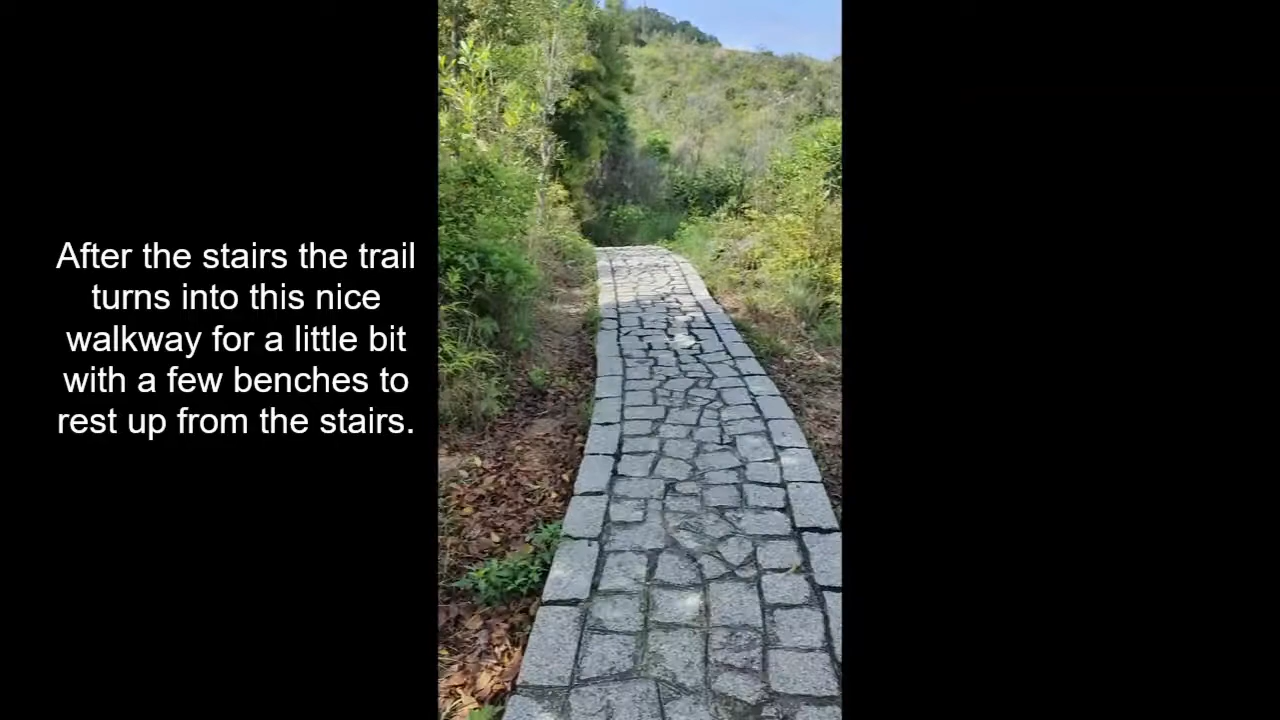 After the stairs the trail
turns into this nice
walkway for a little bit
with a few benches to
rest up from the stairs.